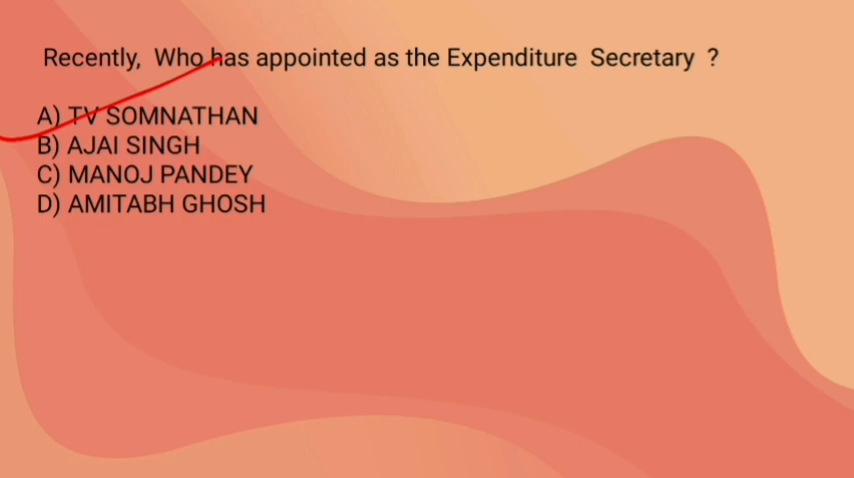 Recently, Who has appointed as the Expenditure Secretary ?
A) TV SOMNATHAN
B) AJAI SINGH
C) MANOJ PANDEY
D) AMITABH GHOSH